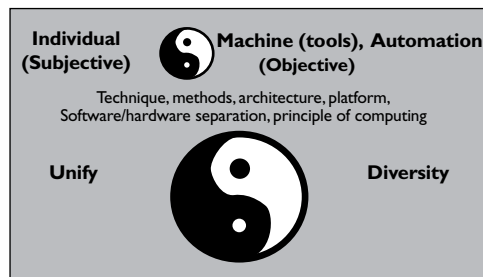 Individual Machine (tools), Automation
(Subjective) (Objective)
Technique, methods, architecture, platform,
Software/hardware separation, principle of computing
Unify Diversity